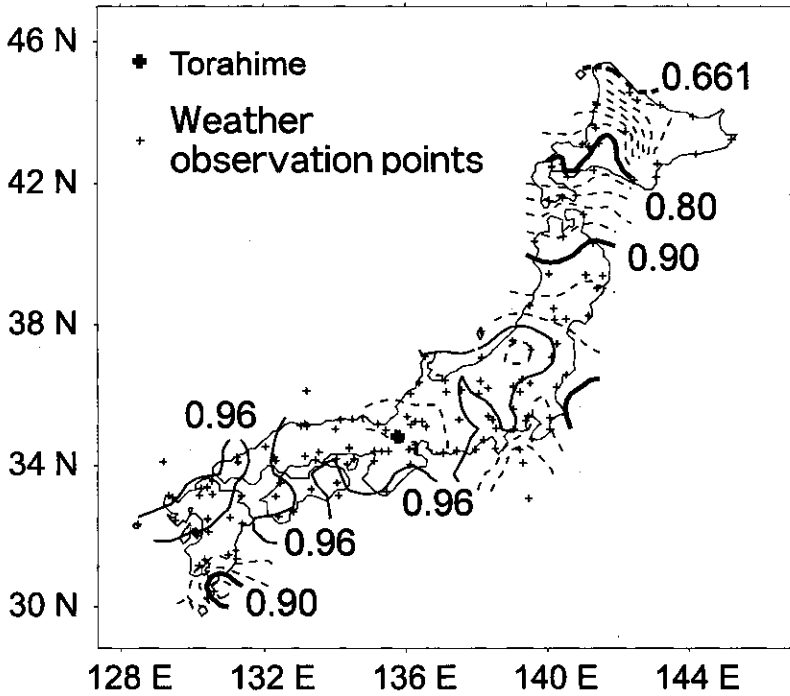 46 N
Torahime
0.661
Weather
observation points
42 N
0.80
0.90
38 N
0.96
34 N
0.96
0.96
30 N
0.90
128 E 132 E 136 E 140 E 144 E